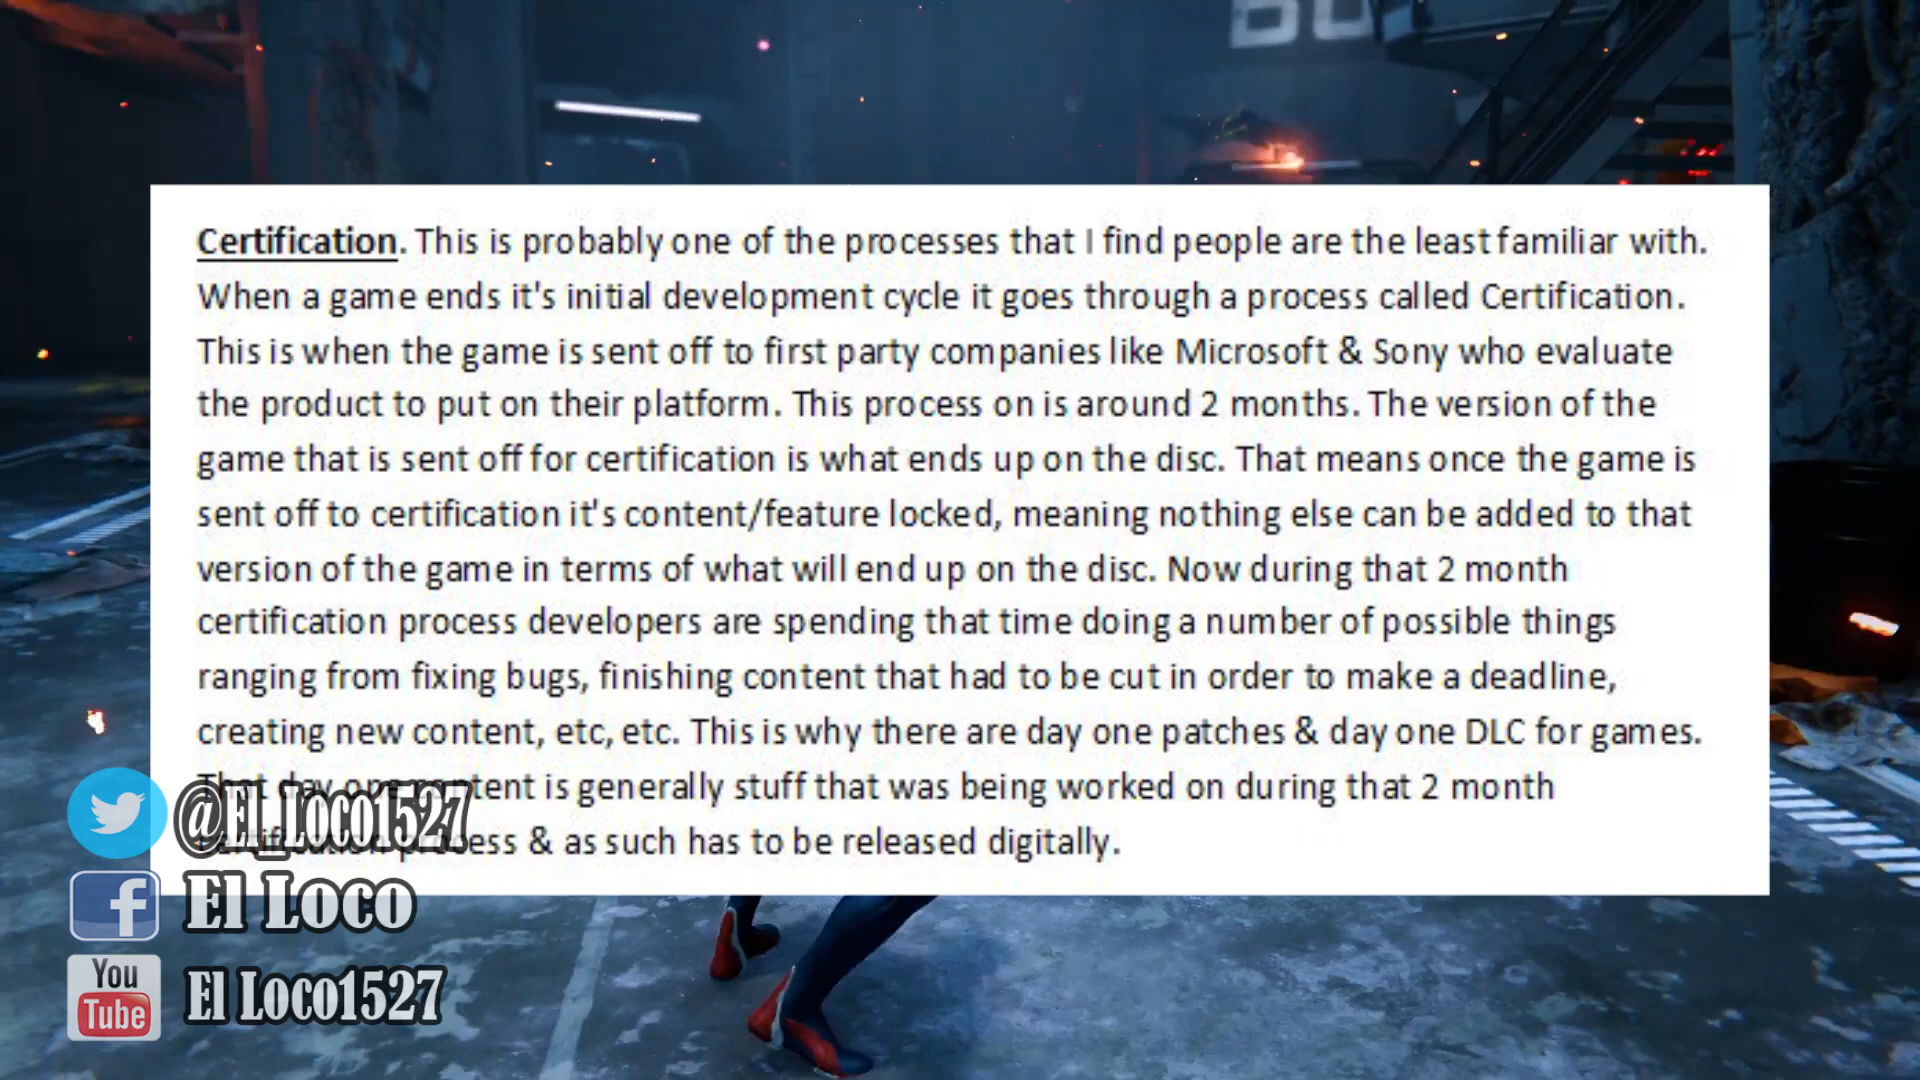 BU
Certification. This is probably one of the processes that I find people are the least familiar with.
When a game ends it's initial development cycle it goes through a process called Certification.
This is when the game is sent off to first party companies like Microsoft & Sony who evaluate
the product to put on their platform. This process on is around 2 months. The version of the
game that is sent off for certification is what ends up on the disc. That means once the game is
sent off to certification it's content/feature locked, meaning nothing else can be added to that
version of the game in terms of what will end up on the disc. Now during that 2 month
certification process developers are spending that time doing a number of possible things
ranging from fixing bugs, finishing content that had to be cut in order to make a deadline,
creating new content, etc, etc. This is why there are day one patches & day one DLC for games.
That day one content is generally stuff that was being worked on during that 2 month
certification process & as such has to be released digitally.
@El_Loco1527
El Loco
You Tube
El Loco1527